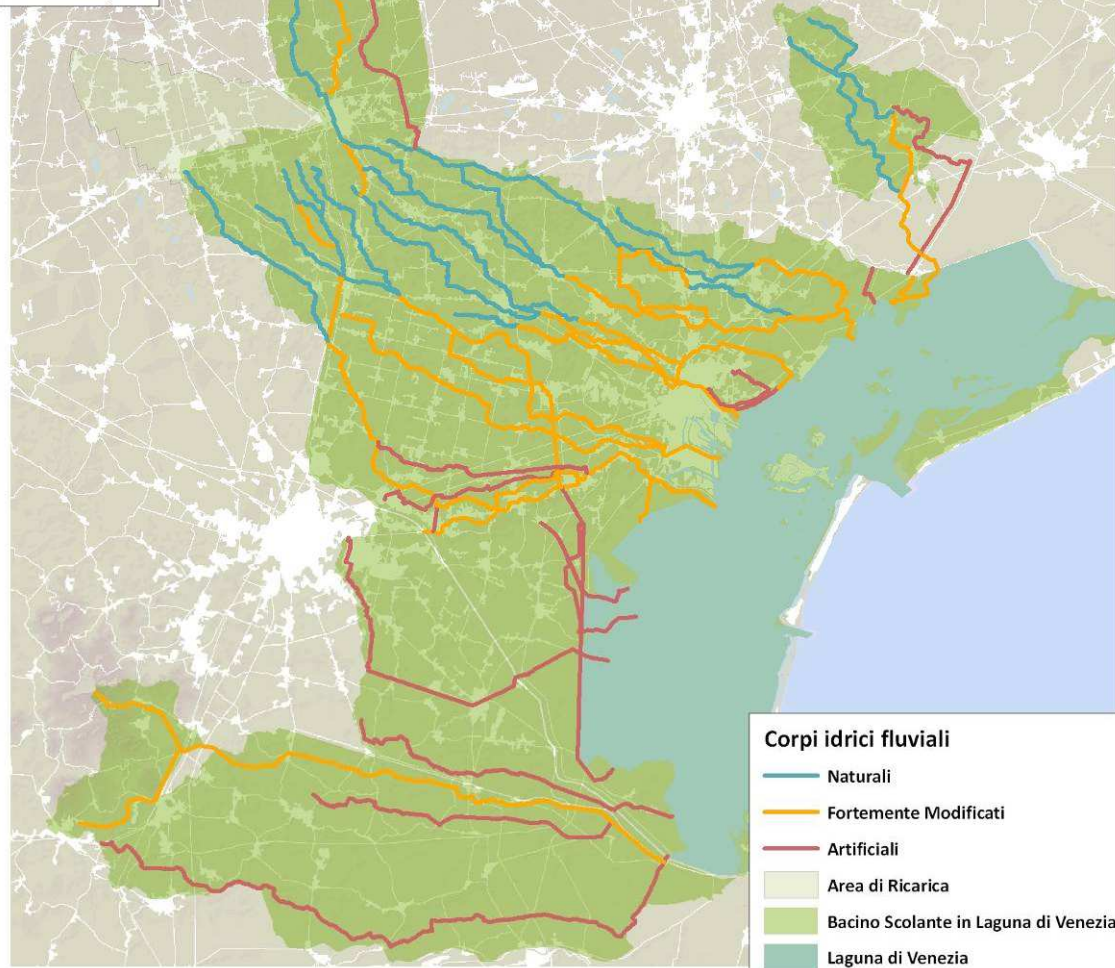 Corpi idrici fluviali
Naturali
Fortemente Modificati
Artificiali
Area di Ricarica
Bacino Scolante in Laguna di Venezia
Laguna di Venezia